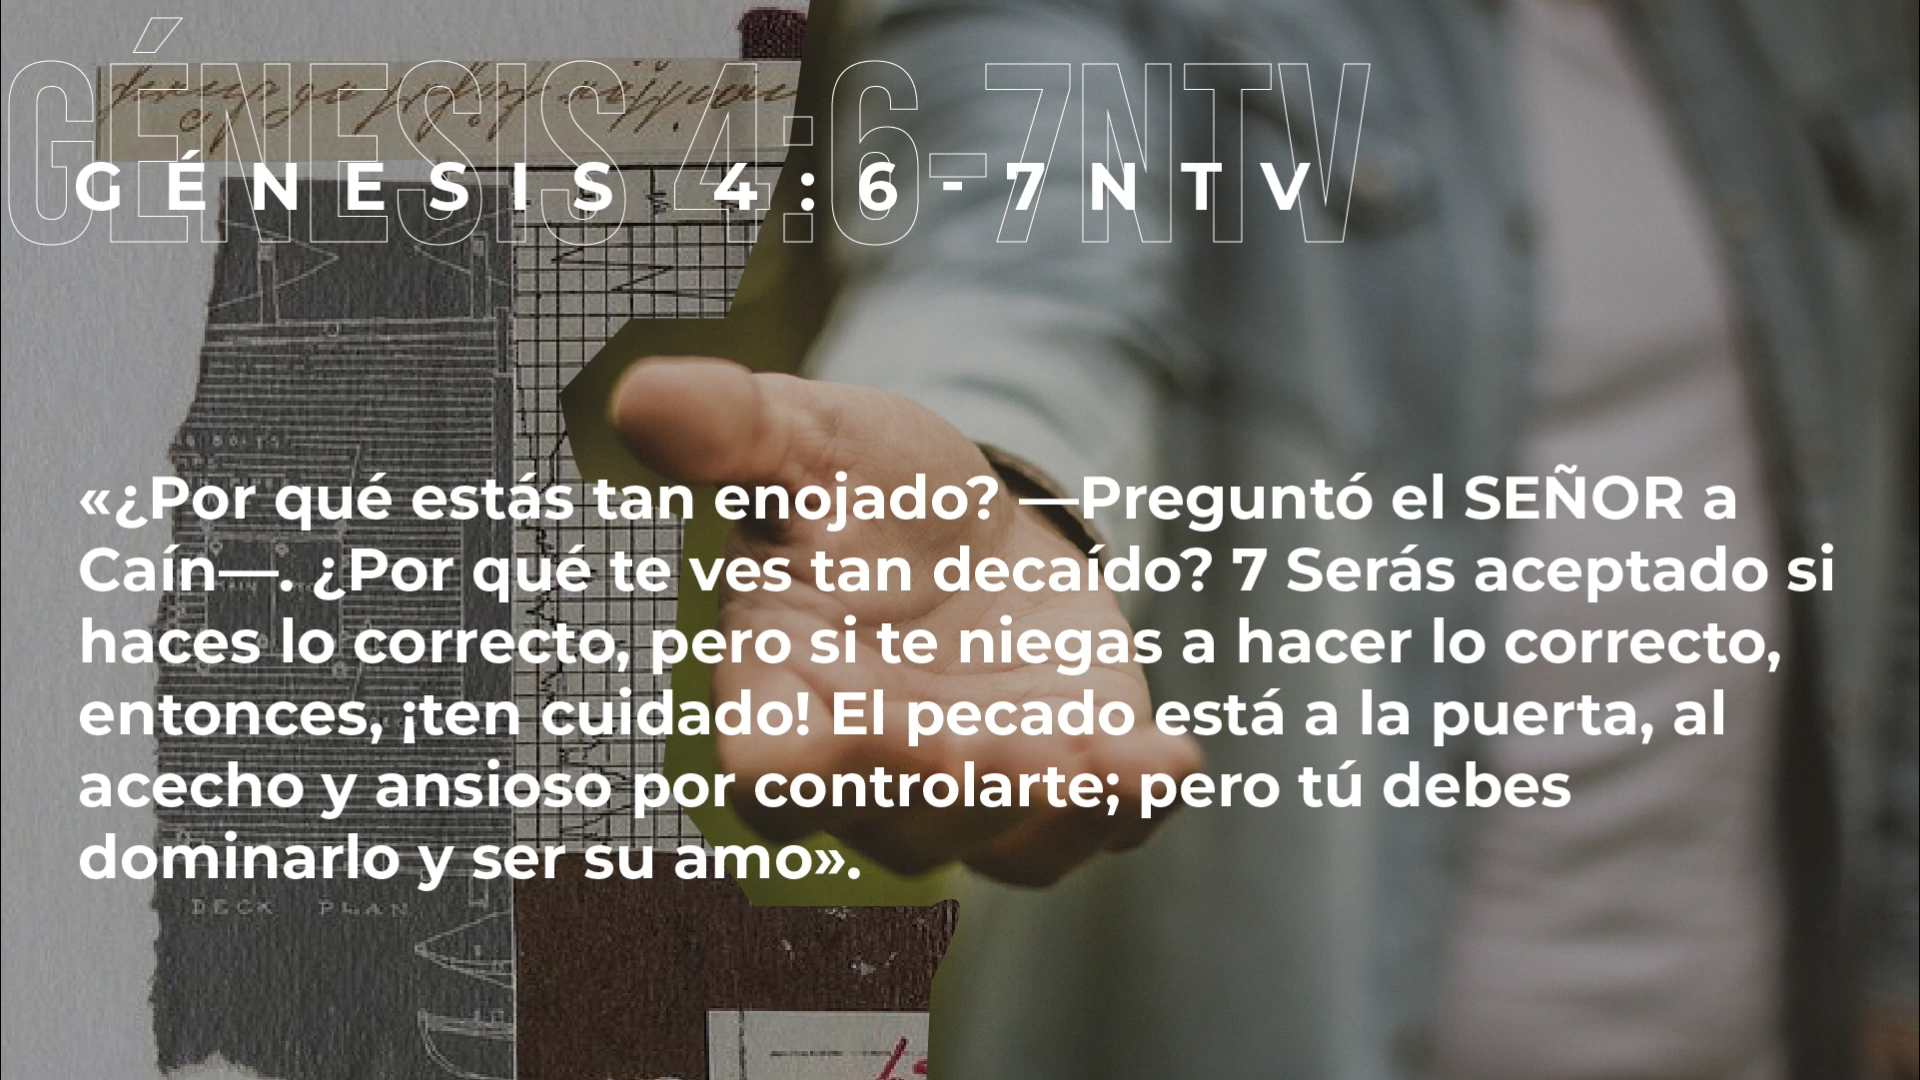 GÉNESIS 4:6-7NTV
GÉNESIS 4:6-7NTV
«¿Por qué estás tan enojado? —Preguntó el SEÑOR a
Caín—. ¿Por qué te ves tan decaído? 7 Serás aceptado si
haces lo correcto, pero si te niegas a hacer lo correcto,
entonces, ¡ten cuidado! El pecado está a la puerta, al
acecho y ansioso por controlarte; pero tú debes
dominarlo y ser su amo».
DECK PLAN